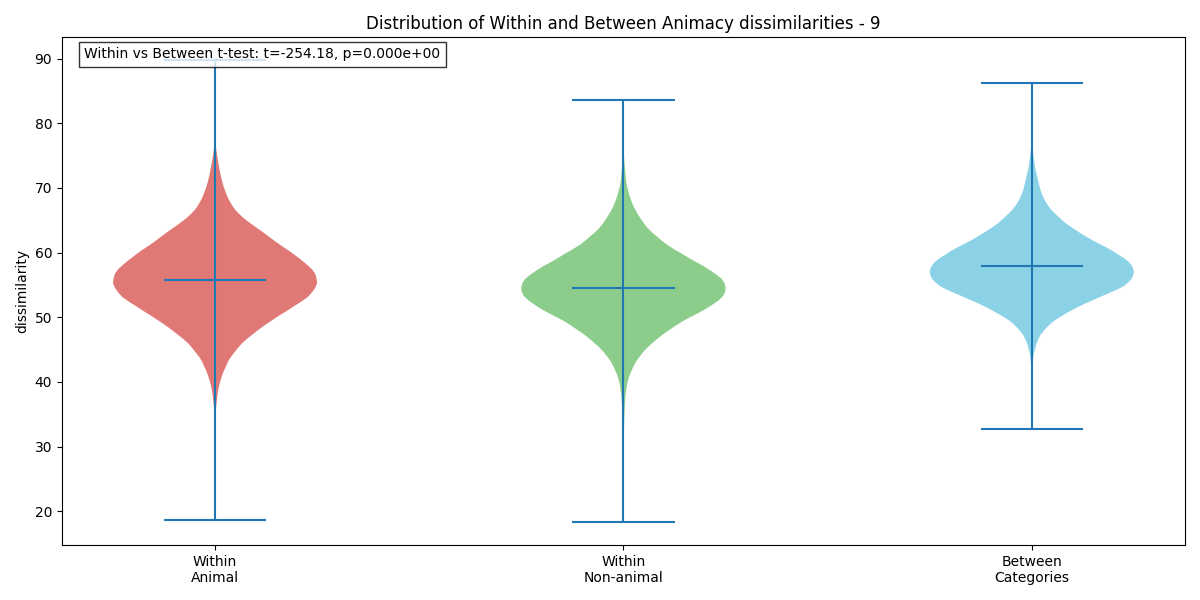 Distribution of Within and Between Animacy dissimilarities - 9
Within vs Between t-test: t=-254.18, p=0.000e+00
dissimilarity
90
80
70
60
50
40
30
20
Within
Animal
Within
Non-animal
Between
Categories